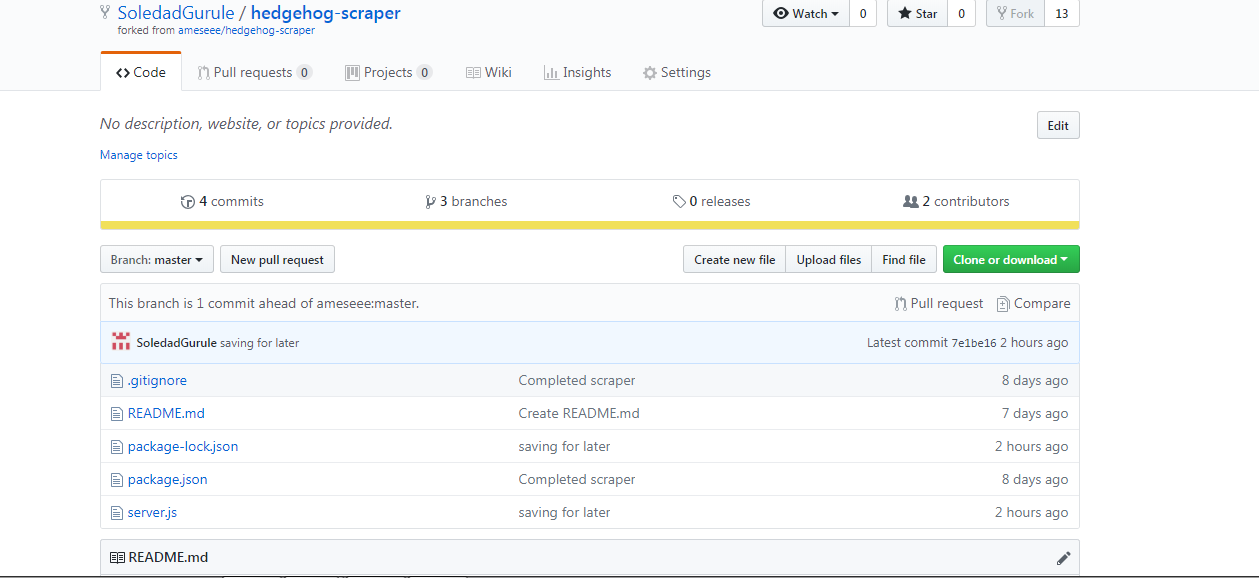 SoledadGurule / hedgehog-scraper
Watch 0 Star 0 Fork 13
forked from ameseee/hedgehog-scraper
Code Pull requests 0 Projects 0 Wiki Insights Settings
No description, website, or topics provided. Edit
Manage topics
4 commits 3 branches 0 releases 2 contributors
Branch: master New pull request Create new file Upload files Find file Clone or download
This branch is 1 commit ahead of ameseee:master. Pull request Compare
SoledadGurule saving for later Latest commit 7e1be16 2 hours ago
.gitignore Completed scraper 8 days ago
README.md Create README.md 7 days ago
package-lock.json saving for later 2 hours ago
package.json Completed scraper 8 days ago
server.js saving for later 2 hours ago
README.md